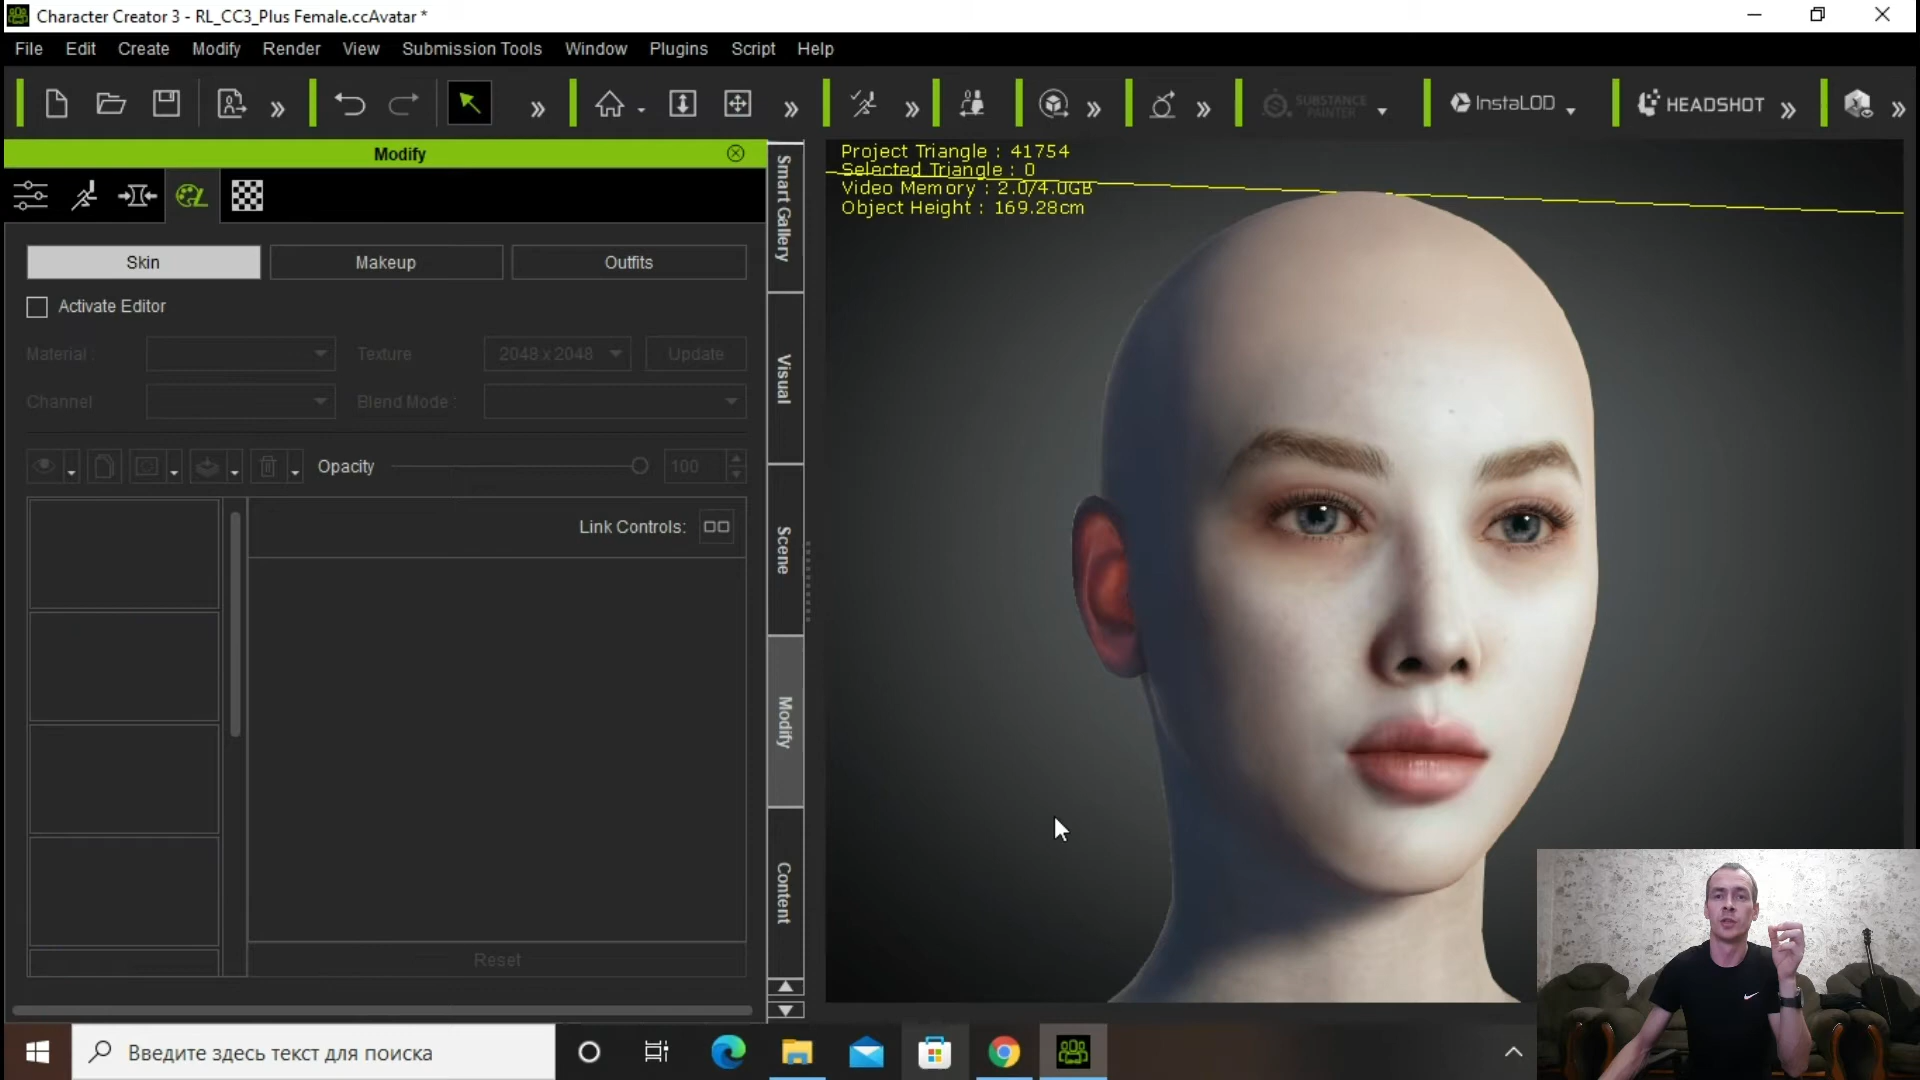 Character Creator 3 - RL_CC3_Plus Female.ccAvatar *
File Edit Create Modify Render View Submission Tools Window Plugins Script Help
SUBSTANCE PAINTER InstaLOD HEADSHOT
Modify
Skin Makeup Outfits
Activate Editor
Material : Texture 2048 x 2048 Update
Channel Blend Mode :
Opacity 100
Link Controls:
Reset
Smart Gallery
Visual
Scene
Modify
Content
Project Triangle : 41754
Selected Triangle : 0
Video Memory : 2.0/4.0GB
Object Height : 169.28cm
Введите здесь текст для поиска